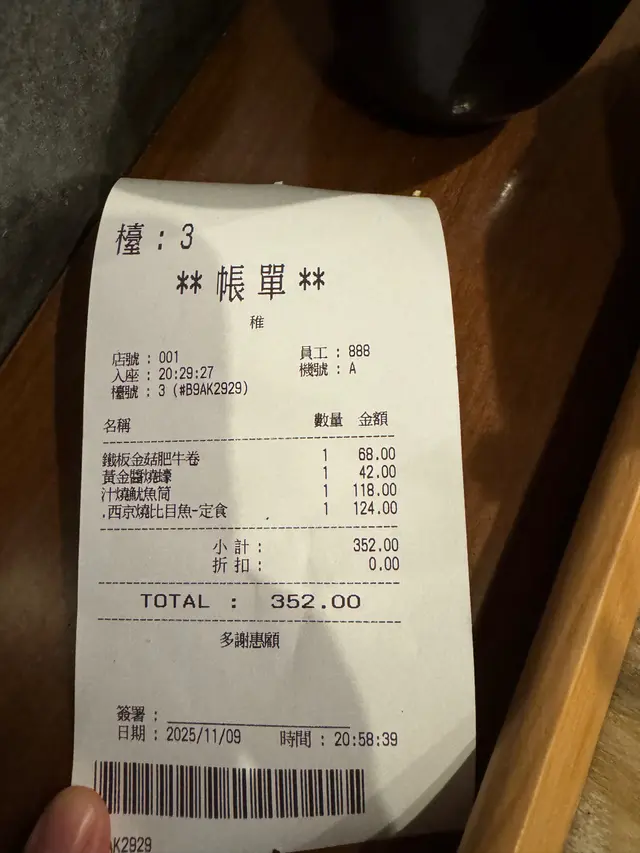 檯 : 3
** 帳單 **
稚
店號 : 001 員工 : 888
入座 : 20:29:27 機號 : A
檯號 : 3 (#B9AK2929)
名稱 數量 金額
鐵板金菇肥牛卷 1 68.00
黃金醬燒蠔 1 42.00
汁燒魷魚筒 1 118.00
.西京燒比目魚-定食 1 124.00
小計 : 352.00
折扣 : 0.00
TOTAL : 352.00
多謝惠顧
簽署 :
日期 : 2025/11/09 時間 : 20:58:39
AK2929